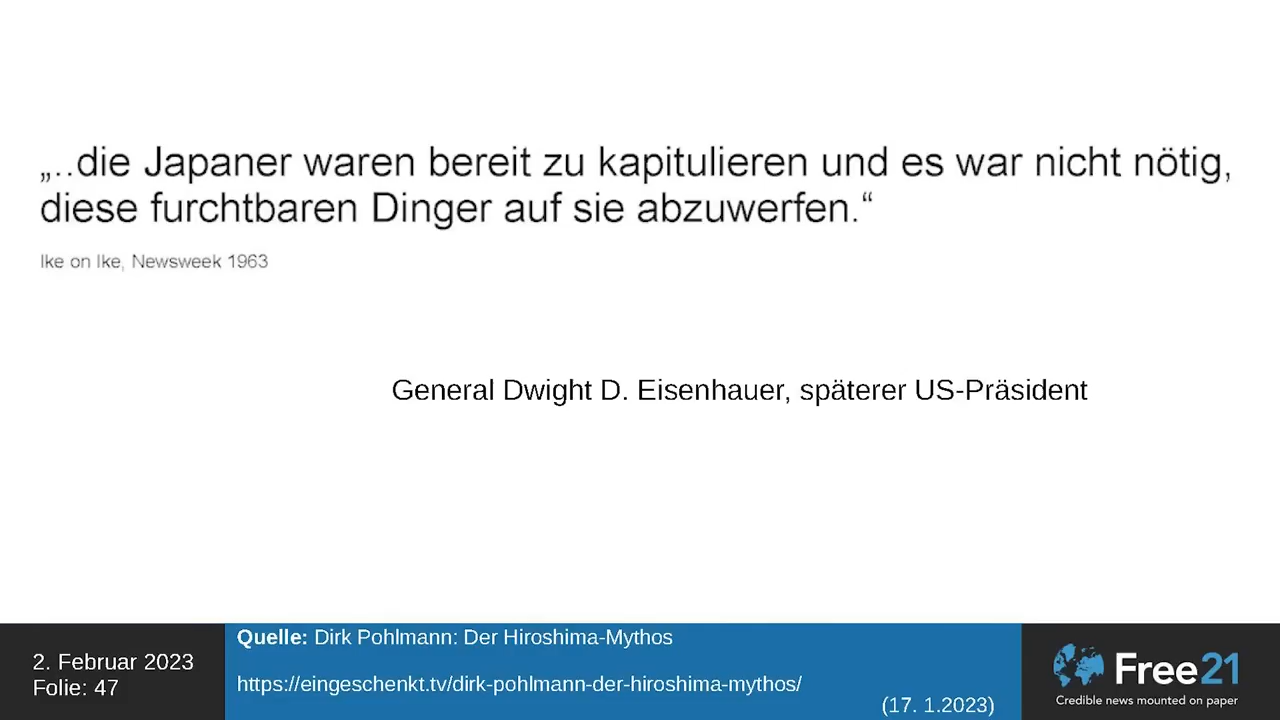 „..die Japaner waren bereit zu kapitulieren und es war nicht nötig,
diese furchtbaren Dinger auf sie abzuwerfen.“
Ike on Ike, Newsweek 1963
General Dwight D. Eisenhauer, späterer US-Präsident
2. Februar 2023
Folie: 47
Quelle: Dirk Pohlmann: Der Hiroshima-Mythos
https://eingeschenkt.tv/dirk-pohlmann-der-hiroshima-mythos/
(17. 1.2023)
Free21
Credible news mounted on paper